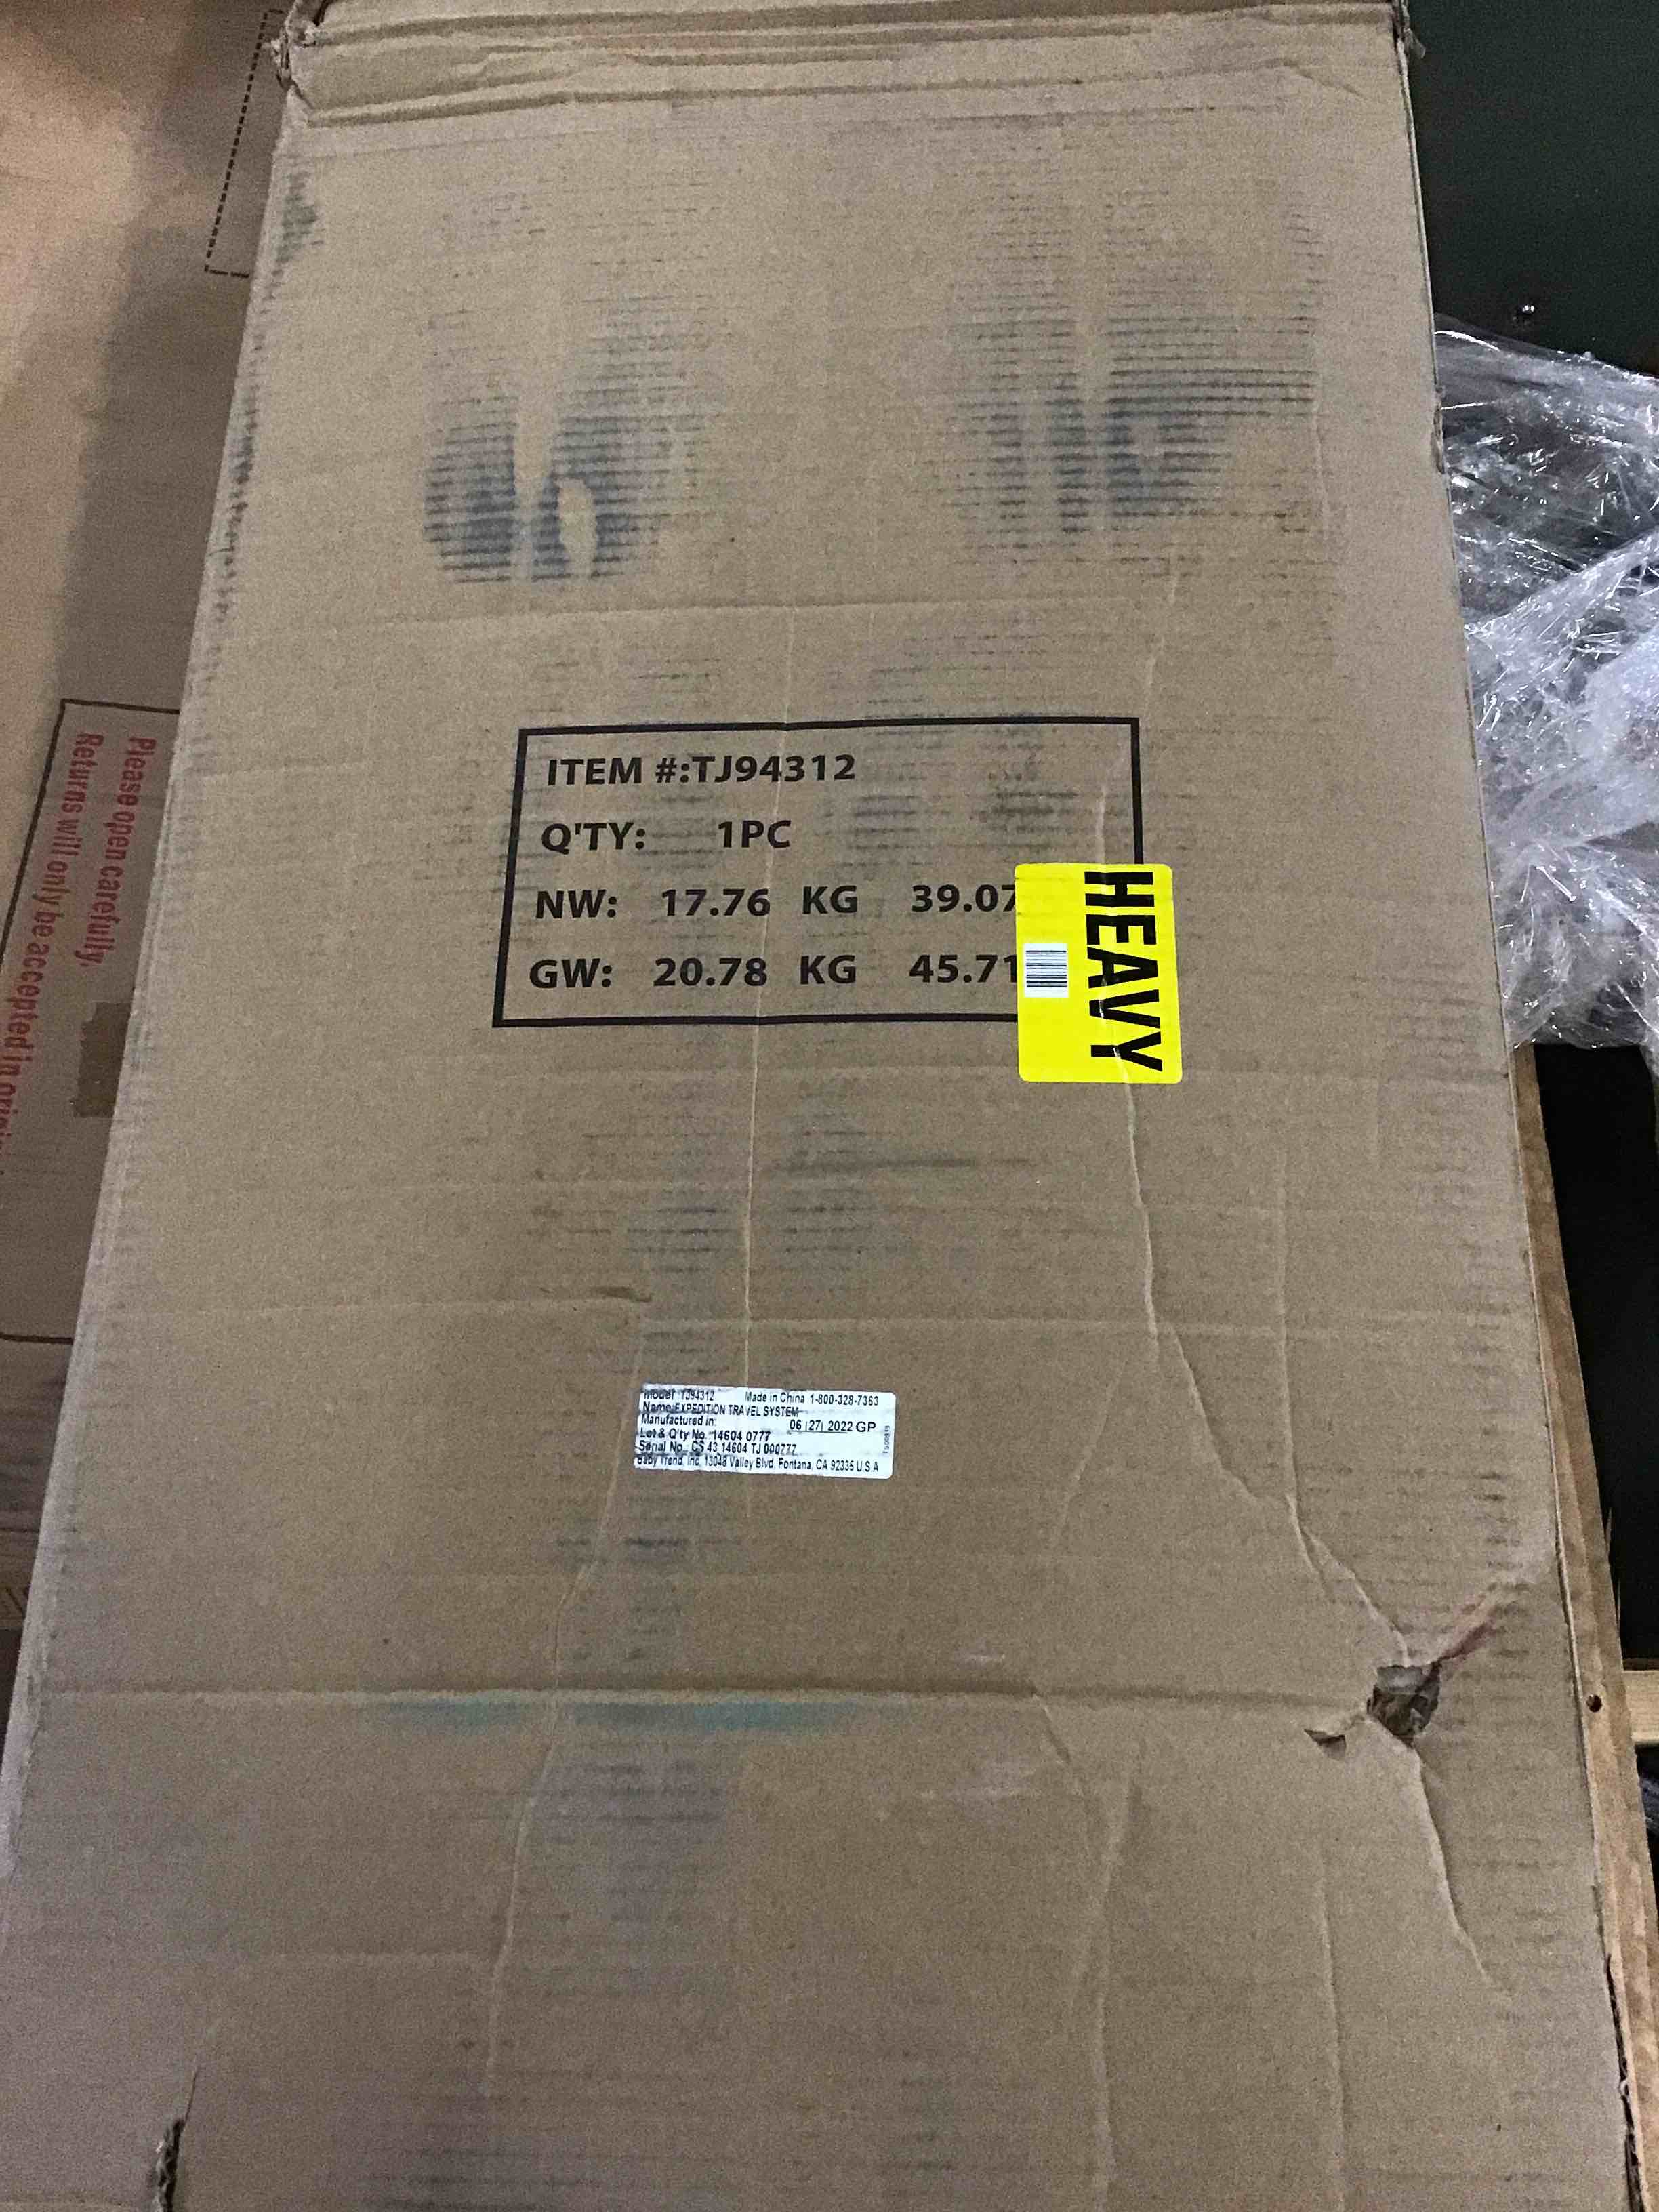 ITEM #:TJ94312
Q'TY: 1PC
NW: 17.76 KG 39.07
GW: 20.78 KG 45.71
HEAVY
Model TJ94312 Made in China 1-800-328-7363
Name:EXPEDITION TRAVEL SYSTEM
Manufactured in: 06 |27| 2022 GP
Lot & Q'ty No. 14604 0777
Serial No. CS 43 14604 TJ 000777
Baby Trend, Inc. 13048 Valley Blvd, Fontana, CA 92335 U S A
Please open carefully.
Returns will only be accepted in